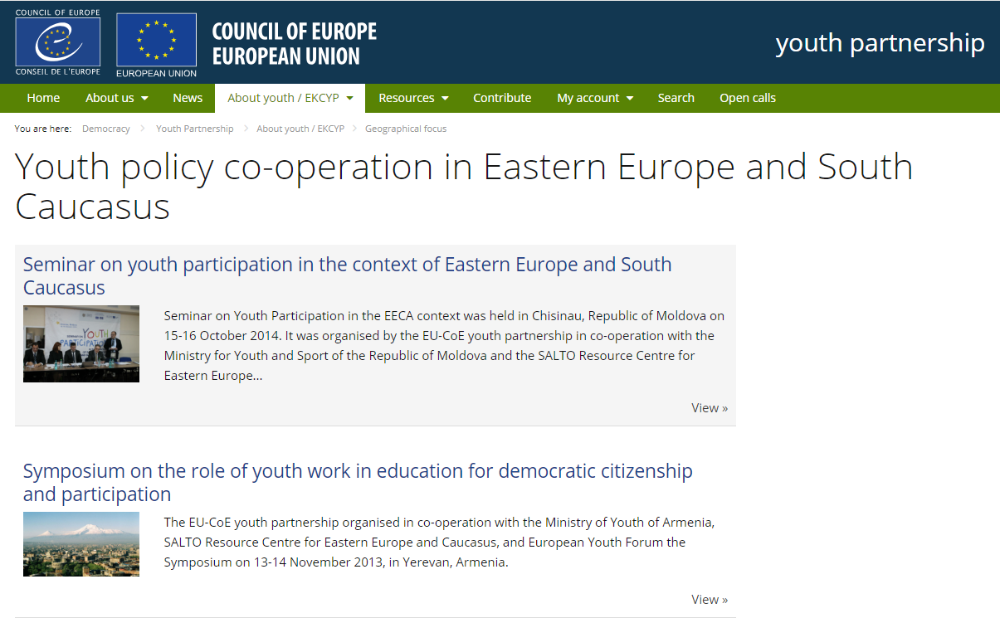 COUNCIL OF EUROPE
CONSEIL DE L'EUROPE
EUROPEAN UNION
COUNCIL OF EUROPE
EUROPEAN UNION
youth partnership
Home About us News About youth / EKCYP Resources Contribute My account Search Open calls
You are here: Democracy Youth Partnership About youth / EKCYP Geographical focus
Youth policy co-operation in Eastern Europe and South
Caucasus
Seminar on youth participation in the context of Eastern Europe and South
Caucasus
YOUTH
PARTICIPATION
Seminar on Youth Participation in the EECA context was held in Chisinau, Republic of Moldova on
15-16 October 2014. It was organised by the EU-CoE youth partnership in co-operation with the
Ministry for Youth and Sport of the Republic of Moldova and the SALTO Resource Centre for
Eastern Europe...
View »
Symposium on the role of youth work in education for democratic citizenship
and participation
The EU-CoE youth partnership organised in co-operation with the Ministry of Youth of Armenia,
SALTO Resource Centre for Eastern Europe and Caucasus, and European Youth Forum the
Symposium on 13-14 November 2013, in Yerevan, Armenia.
View »